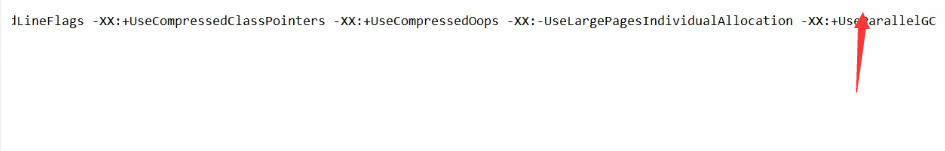 dLineFlags -XX:+UseCompressedClassPointers -XX:+UseCompressedOops -XX:-UseLargePagesIndividualAllocation -XX:+UseParallelGC